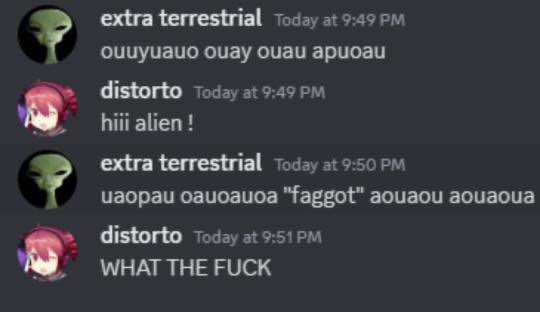 extra terrestrial Today at 9:49 PM
ouuyuauo ouay ouau apuoau
distorto Today at 9:49 PM
hiii alien !
extra terrestrial Today at 9:50 PM
uaopau oauoauoa "faggot" aouaou aouaoua
distorto Today at 9:51 PM
WHAT THE FUCK